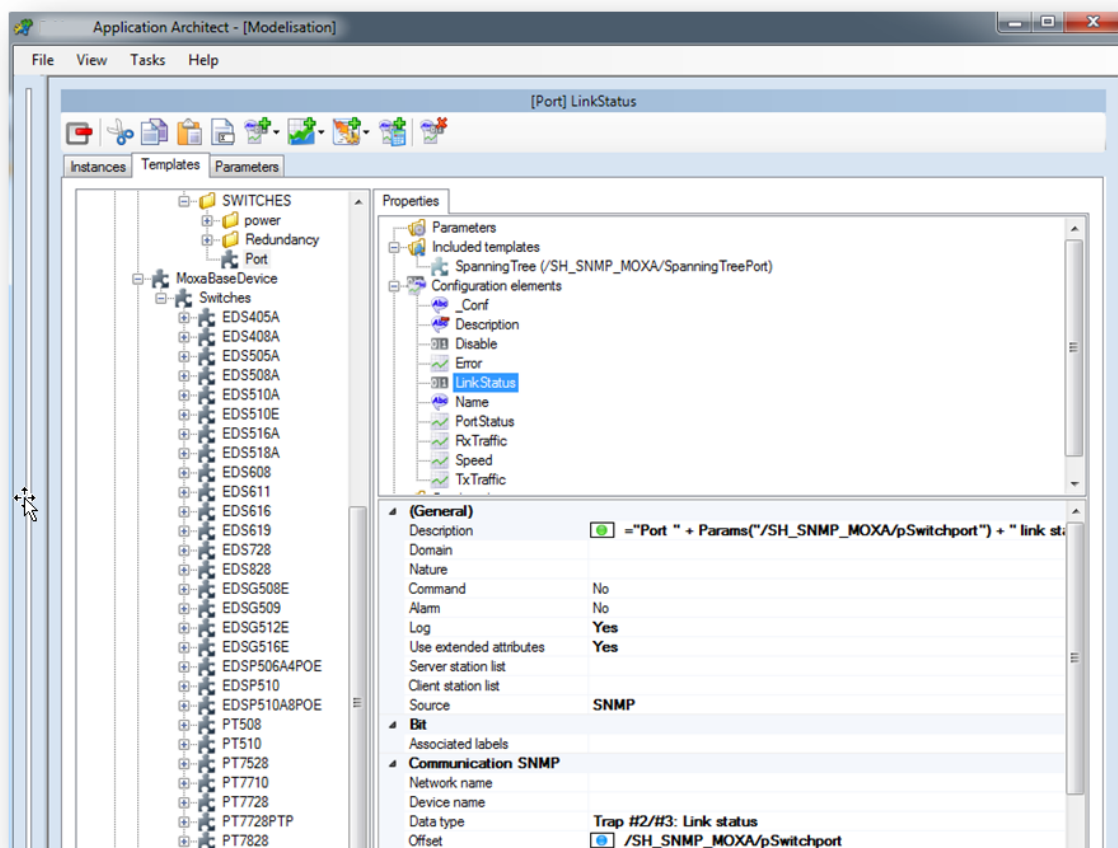 Application Architect - [Modelisation]
File View Tasks Help
[Port] LinkStatus
Instances Templates Parameters
SWITCHES
power
Redundancy
Port
MoxaBaseDevice
Switches
EDS405A
EDS408A
EDS505A
EDS508A
EDS510A
EDS510E
EDS516A
EDS518A
EDS608
EDS611
EDS616
EDS619
EDS728
EDS828
EDSG508E
EDSG509
EDSG512E
EDSG516E
EDSP506A4POE
EDSP510
EDSP510A8POE
PT508
PT510
PT7528
PT7710
PT7728
PT7728PTP
PT7828
Properties
Parameters
Included templates
SpanningTree (/SH_SNMP_MOXA/SpanningTreePort)
Configuration elements
_Conf
Description
Disable
Error
LinkStatus
Name
PortStatus
RxTraffic
Speed
TxTraffic
(General)
Description ="Port " + Params("/SH_SNMP_MOXA/pSwitchport") + " link
Domain
Nature
Command No
Alarm No
Log Yes
Use extended attributes Yes
Server station list
Client station list
Source SNMP
Bit
Associated labels
Communication SNMP
Network name
Device name
Data type Trap #2/#3: Link status
Offset /SH_SNMP_MOXA/pSwitchport